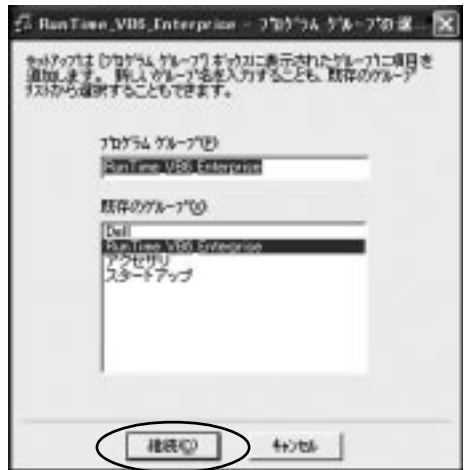 RunTime_VB6_Enterprise - ﾌﾟﾛｸﾞﾗﾑ ｸﾞﾙｰﾌﾟの選...
ｾｯﾄｱｯﾌﾟは [ﾌﾟﾛｸﾞﾗﾑ ｸﾞﾙｰﾌﾟ] ﾎﾞｯｸｽに表示されたｸﾞﾙｰﾌﾟに項目を
追加します。 新しいｸﾞﾙｰﾌﾟ名を入力することも、既存のｸﾞﾙｰﾌﾟ
ﾘｽﾄから選択することもできます。
ﾌﾟﾛｸﾞﾗﾑ ｸﾞﾙｰﾌﾟ(P)
RunTime_VB6_Enterprise
既存のｸﾞﾙｰﾌﾟ(X)
Dell
RunTime_VB6_Enterprise
アクセサリ
スタートアップ
継続(C)
ｷｬﾝｾﾙ